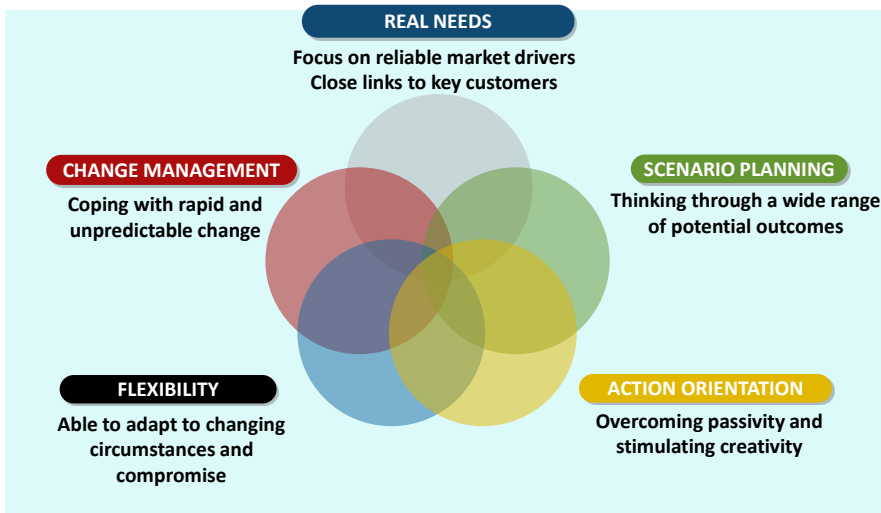 REAL NEEDS
Focus on reliable market drivers
Close links to key customers
CHANGE MANAGEMENT
Coping with rapid and
unpredictable change
SCENARIO PLANNING
Thinking through a wide range
of potential outcomes
FLEXIBILITY
Able to adapt to changing
circumstances and
compromise
ACTION ORIENTATION
Overcoming passivity and
stimulating creativity